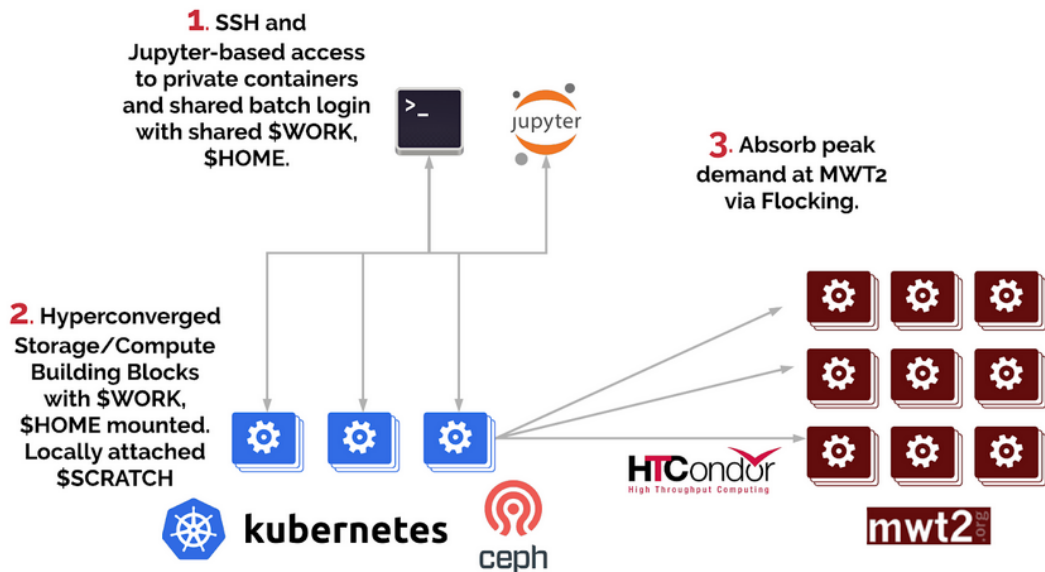 1. SSH and
Jupyter-based access
to private containers
and shared batch login
with shared $WORK,
$HOME.
>_
jupyter
3. Absorb peak
demand at MWT2
via Flocking.
2. Hyperconverged
Storage/Compute
Building Blocks
with $WORK,
$HOME mounted.
Locally attached
$SCRATCH
kubernetes
ceph
HTCondor
High Throughput Computing
mwt2.org